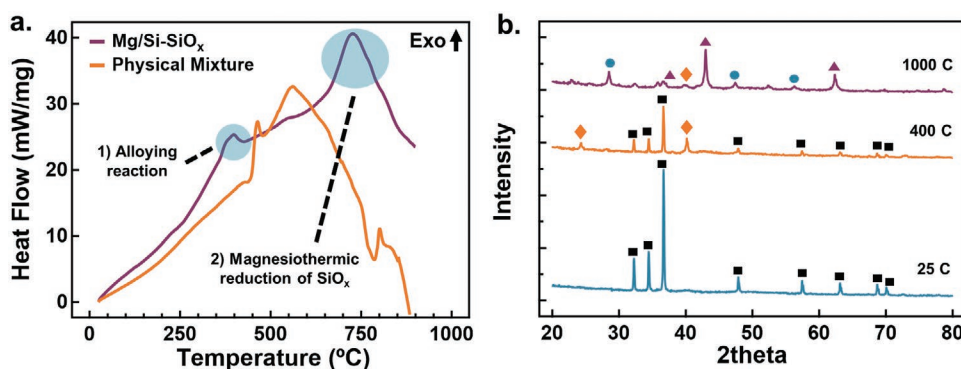 a.
Mg/Si-SiOₓ
Physical Mixture
Exo
1) Alloying
reaction
2) Magnesiothermic
reduction of SiOₓ
Heat Flow (mW/mg)
40
30
20
10
0
0
250
500
750
1000
Temperature (ºC)
b.
1000 C
400 C
25 C
Intensity
20
30
40
50
60
70
80
2theta